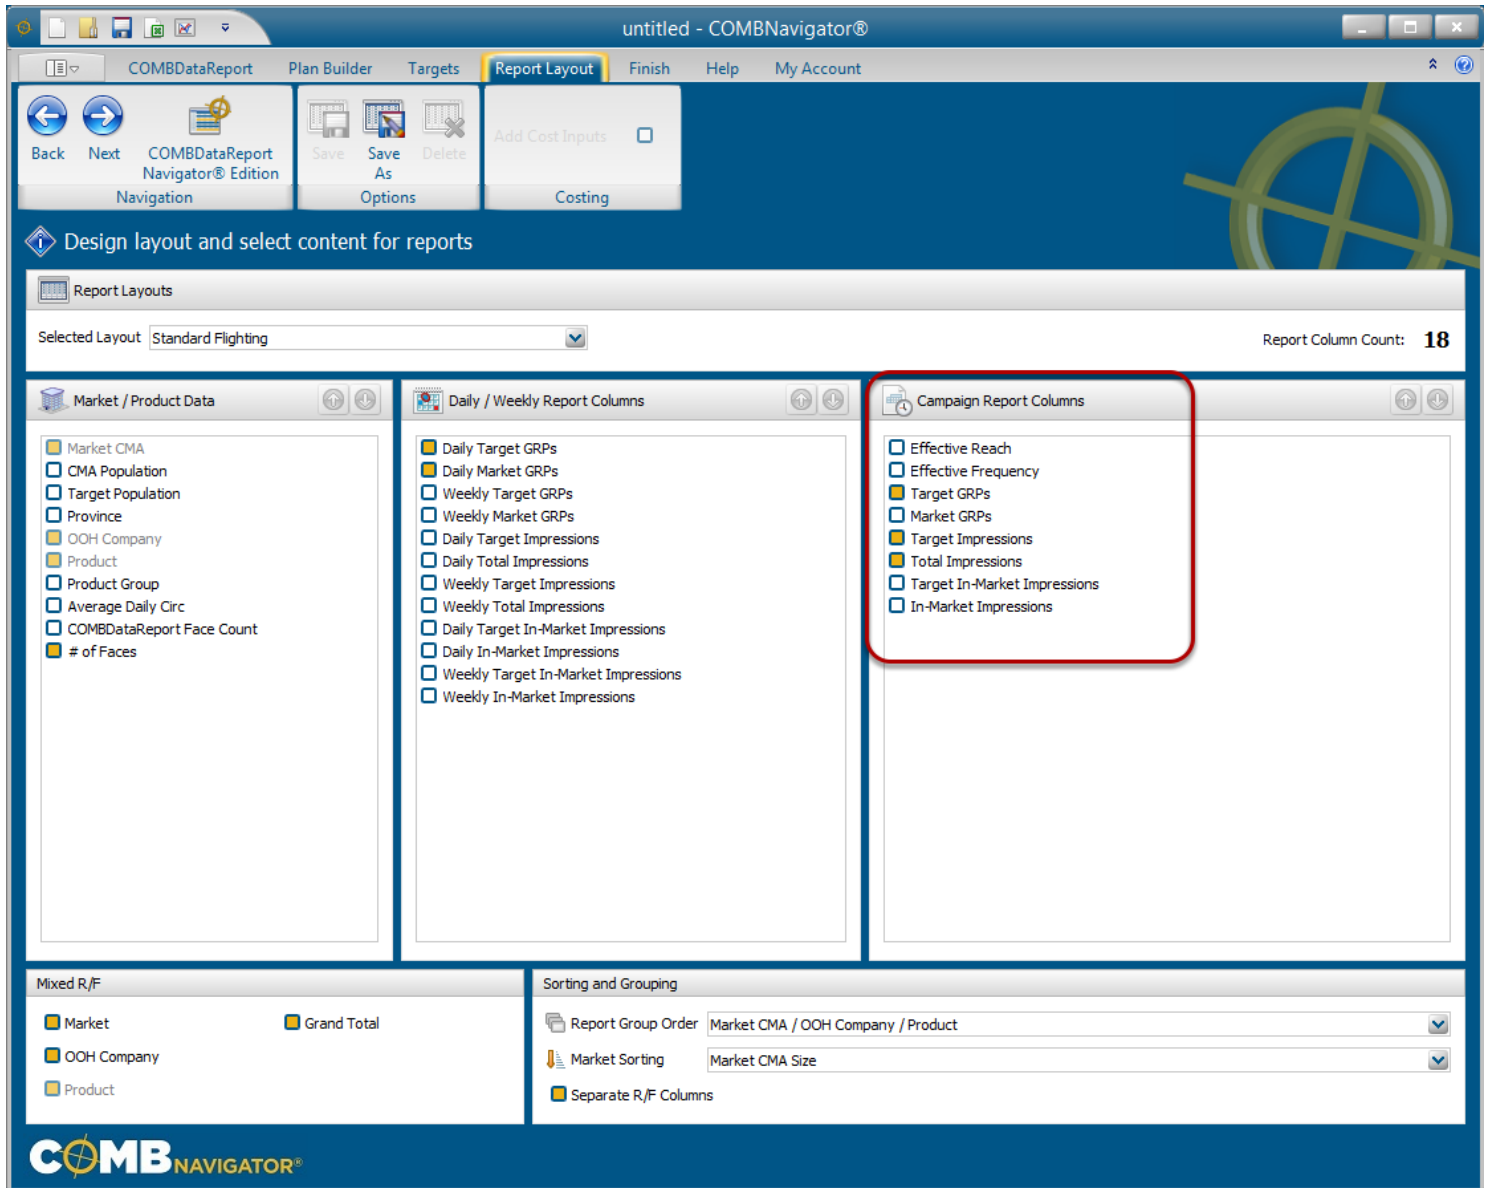 untitled - COMBNavigator®
COMBDataReport Plan Builder Targets Report Layout Finish Help My Account
Back Next COMBDataReport Navigator® Edition
Navigation
Save Save As Delete
Options
Add Cost Inputs
Costing
Design layout and select content for reports
Report Layouts
Selected Layout Standard Flighting
Report Column Count: 18
Market / Product Data
Market CMA
CMA Population
Target Population
Province
OOH Company
Product
Product Group
Average Daily Circ
COMBDataReport Face Count
# of Faces
Daily / Weekly Report Columns
Daily Target GRPs
Daily Market GRPs
Weekly Target GRPs
Weekly Market GRPs
Daily Target Impressions
Daily Total Impressions
Weekly Target Impressions
Weekly Total Impressions
Daily Target In-Market Impressions
Daily In-Market Impressions
Weekly Target In-Market Impressions
Weekly In-Market Impressions
Campaign Report Columns
Effective Reach
Effective Frequency
Target GRPs
Market GRPs
Target Impressions
Total Impressions
Target In-Market Impressions
In-Market Impressions
Mixed R/F
Market Grand Total
OOH Company
Product
Sorting and Grouping
Report Group Order Market CMA / OOH Company / Product
Market Sorting Market CMA Size
Separate R/F Columns
COMB NAVIGATOR®